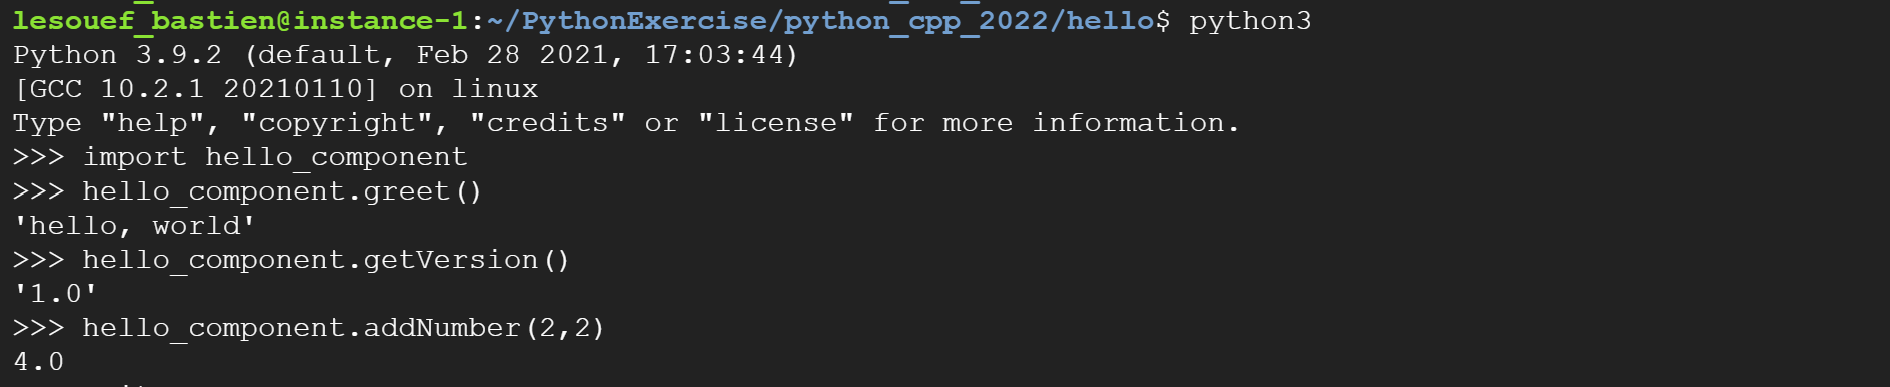 lesouef_bastien@instance-1:~/PythonExercise/python_cpp_2022/hello$ python3
Python 3.9.2 (default, Feb 28 2021, 17:03:44)
[GCC 10.2.1 20210110] on linux
Type "help", "copyright", "credits" or "license" for more information.
>>> import hello_component
>>> hello_component.greet()
'hello, world'
>>> hello_component.getVersion()
'1.0'
>>> hello_component.addNumber(2,2)
4.0